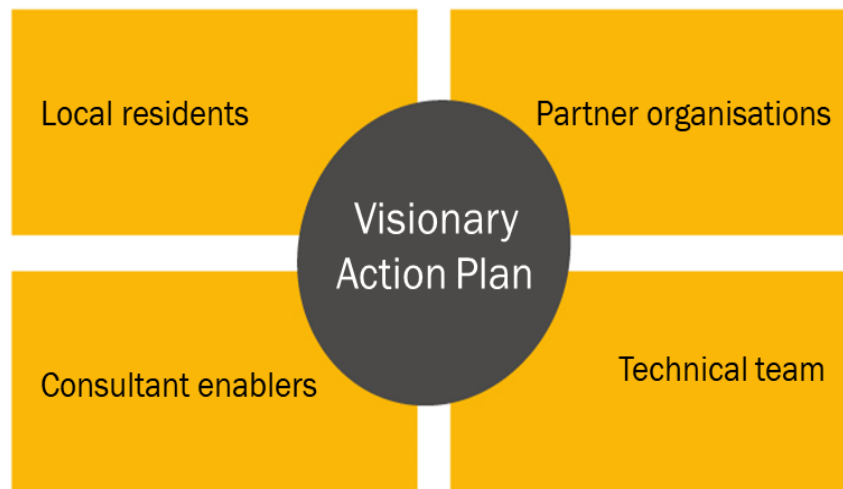 Local residents
Partner organisations
Visionary
Action Plan
Consultant enablers
Technical team